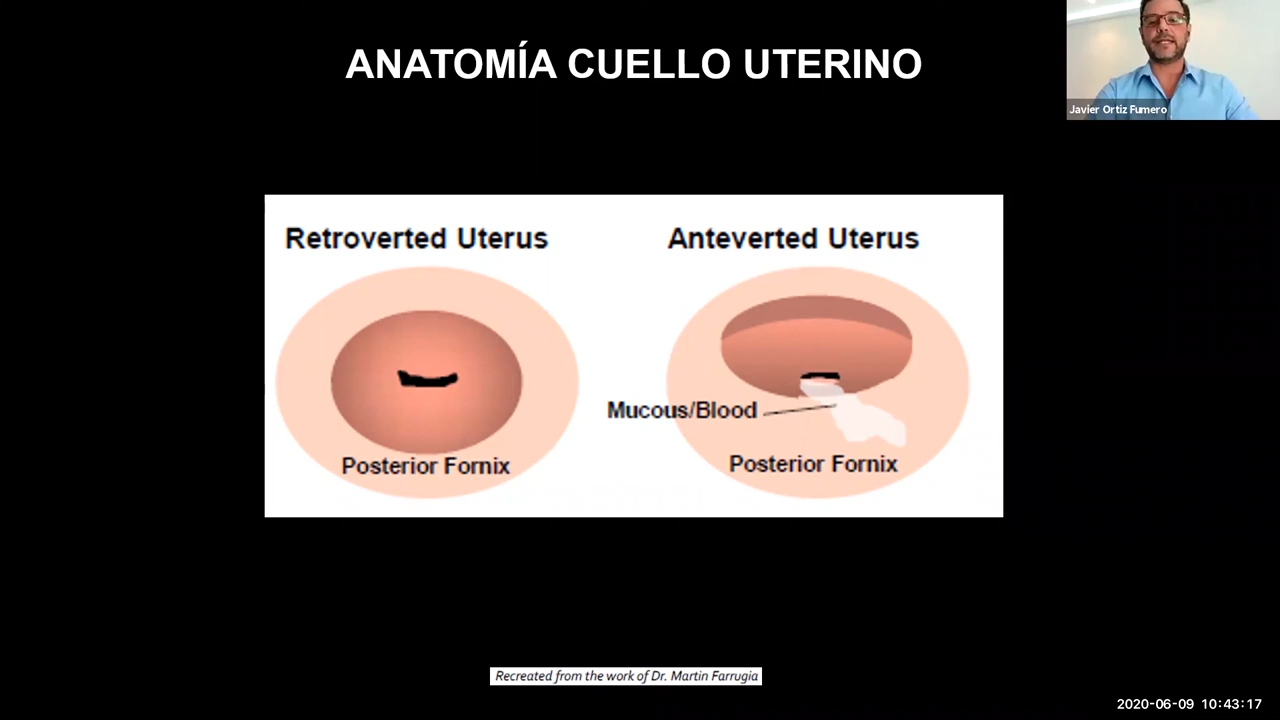 ANATOMÍA CUELLO UTERINO
Javier Ortiz Fumero
Retroverted Uterus
Anteverted Uterus
Mucous/Blood
Posterior Fornix
Posterior Fornix
Recreated from the work of Dr. Martin Farrugia
2020-06-09 10:43:17